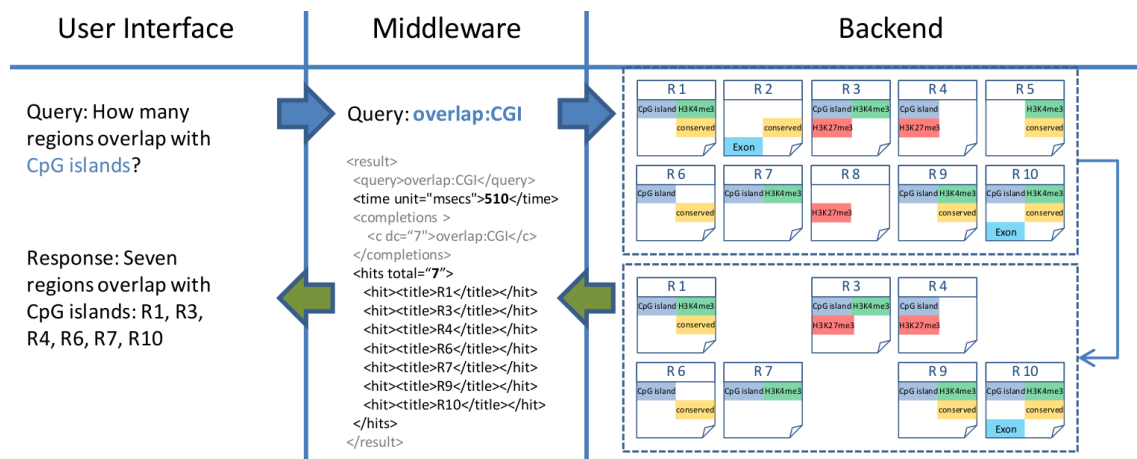 User Interface
Middleware
Backend
Query: How many
regions overlap with
CpG islands?
Response: Seven
regions overlap with
CpG islands: R1, R3,
R4, R6, R7, R10
Query: overlap:CGI
<result>
<query>overlap:CGI</query>
<time unit="msecs">510</time>
<completions >
<c dc=“7">overlap:CGI</c>
</completions>
<hits total=“7”>
<hit><title>R1</title></hit>
<hit><title>R3</title></hit>
<hit><title>R4</title></hit>
<hit><title>R6</title></hit>
<hit><title>R7</title></hit>
<hit><title>R9</title></hit>
<hit><title>R10</title></hit>
</hits>
</result>
R 1
CpG island H3K4me3
conserved
R 2
conserved
Exon
R 3
CpG island H3K4me3
H3K27me3
R 4
CpG island
H3K27me3
R 5
H3K4me3
conserved
R 6
CpG island
conserved
R 7
CpG island H3K4me3
R 8
H3K27me3
R 9
CpG island H3K4me3
conserved
R 10
CpG island H3K4me3
conserved
Exon
R 1
CpG island H3K4me3
conserved
R 3
CpG island H3K4me3
H3K27me3
R 4
CpG island
H3K27me3
R 6
CpG island
conserved
R 7
CpG island H3K4me3
R 9
CpG island H3K4me3
conserved
R 10
CpG island H3K4me3
conserved
Exon